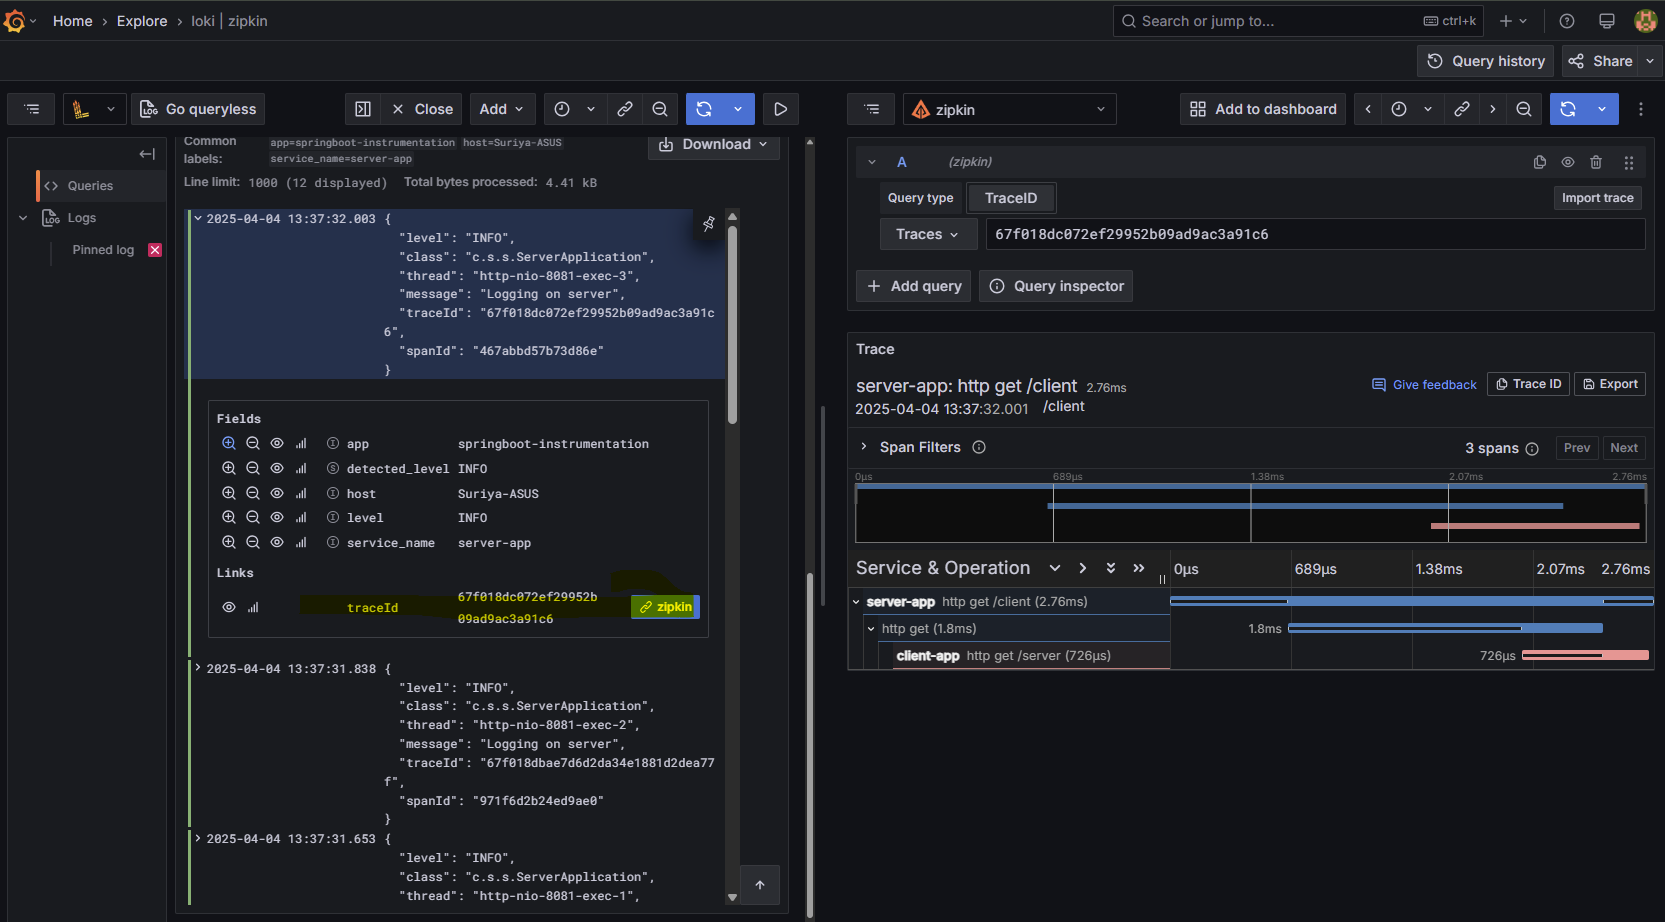 Home › Explore › loki | zipkin
Search or jump to...
ctrl+k
Query history
Share
Go queryless
Close
Add
zipkin
Add to dashboard
Queries
Logs
Pinned log
Common labels:
app=springboot-instrumentation host=Suriya-ASUS
service_name=server-app
Download
Line limit: 1000 (12 displayed) Total bytes processed: 4.41 kB
2025-04-04 13:37:32.003 {
"level": "INFO",
"class": "c.s.s.ServerApplication",
"thread": "http-nio-8081-exec-3",
"message": "Logging on server",
"traceId": "67f018dc072ef29952b09ad9ac3a91c
6",
"spanId": "467abbd57b73d86e"
}
Fields
app springboot-instrumentation
detected_level INFO
host Suriya-ASUS
level INFO
service_name server-app
Links
traceId
67f018dc072ef29952b
09ad9ac3a91c6
zipkin
2025-04-04 13:37:31.838 {
"level": "INFO",
"class": "c.s.s.ServerApplication",
"thread": "http-nio-8081-exec-2",
"message": "Logging on server",
"traceId": "67f018dbae7d6d2da34e1881d2dea77
f",
"spanId": "971f6d2b24ed9ae0"
}
2025-04-04 13:37:31.653 {
"level": "INFO",
"class": "c.s.s.ServerApplication",
"thread": "http-nio-8081-exec-1",
A (zipkin)
Query type TraceID
Import trace
Traces 67f018dc072ef29952b09ad9ac3a91c6
+ Add query
Query inspector
Trace
server-app: http get /client 2.76ms
Give feedback
Trace ID
Export
2025-04-04 13:37:32.001 /client
Span Filters
3 spans
Prev
Next
0μs 689μs 1.38ms 2.07ms 2.76ms
Service & Operation
0μs 689μs 1.38ms 2.07ms 2.76ms
server-app http get /client (2.76ms)
http get (1.8ms)
1.8ms
client-app http get /server (726μs)
726μs